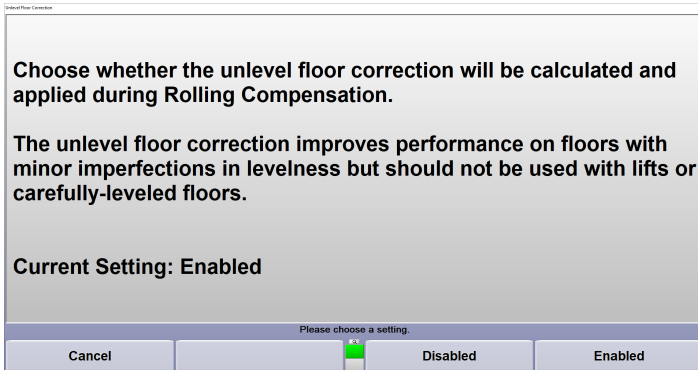 Unlevel Floor Correction
Choose whether the unlevel floor correction will be calculated and
applied during Rolling Compensation.
The unlevel floor correction improves performance on floors with
minor imperfections in levelness but should not be used with lifts or
carefully-leveled floors.
Current Setting: Enabled
Please choose a setting.
Cancel
Disabled
Enabled